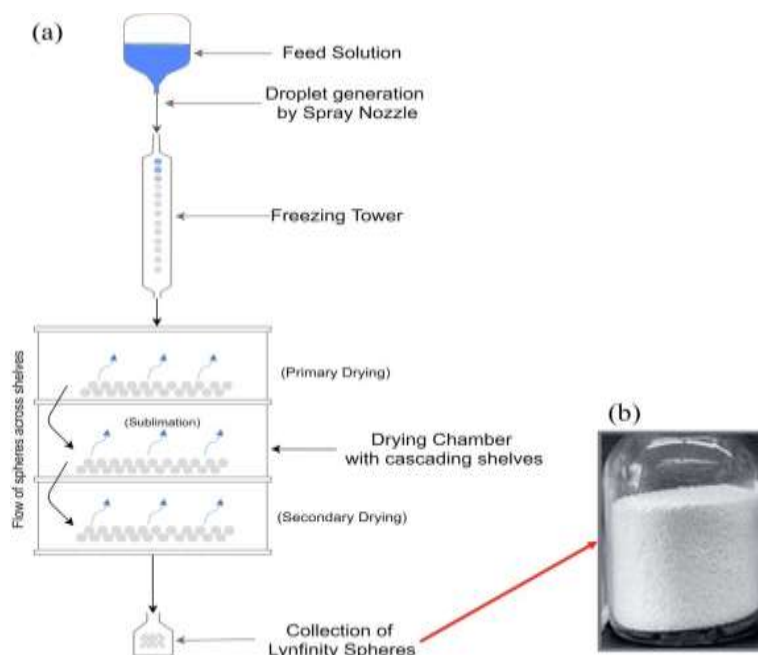 (a)
Feed Solution
Droplet generation
by Spray Nozzle
Freezing Tower
Flow of spheres across shelves
(Primary Drying)
(Sublimation)
Drying Chamber
with cascading shelves
(Secondary Drying)
Collection of
Lynfinity Spheres
(b)